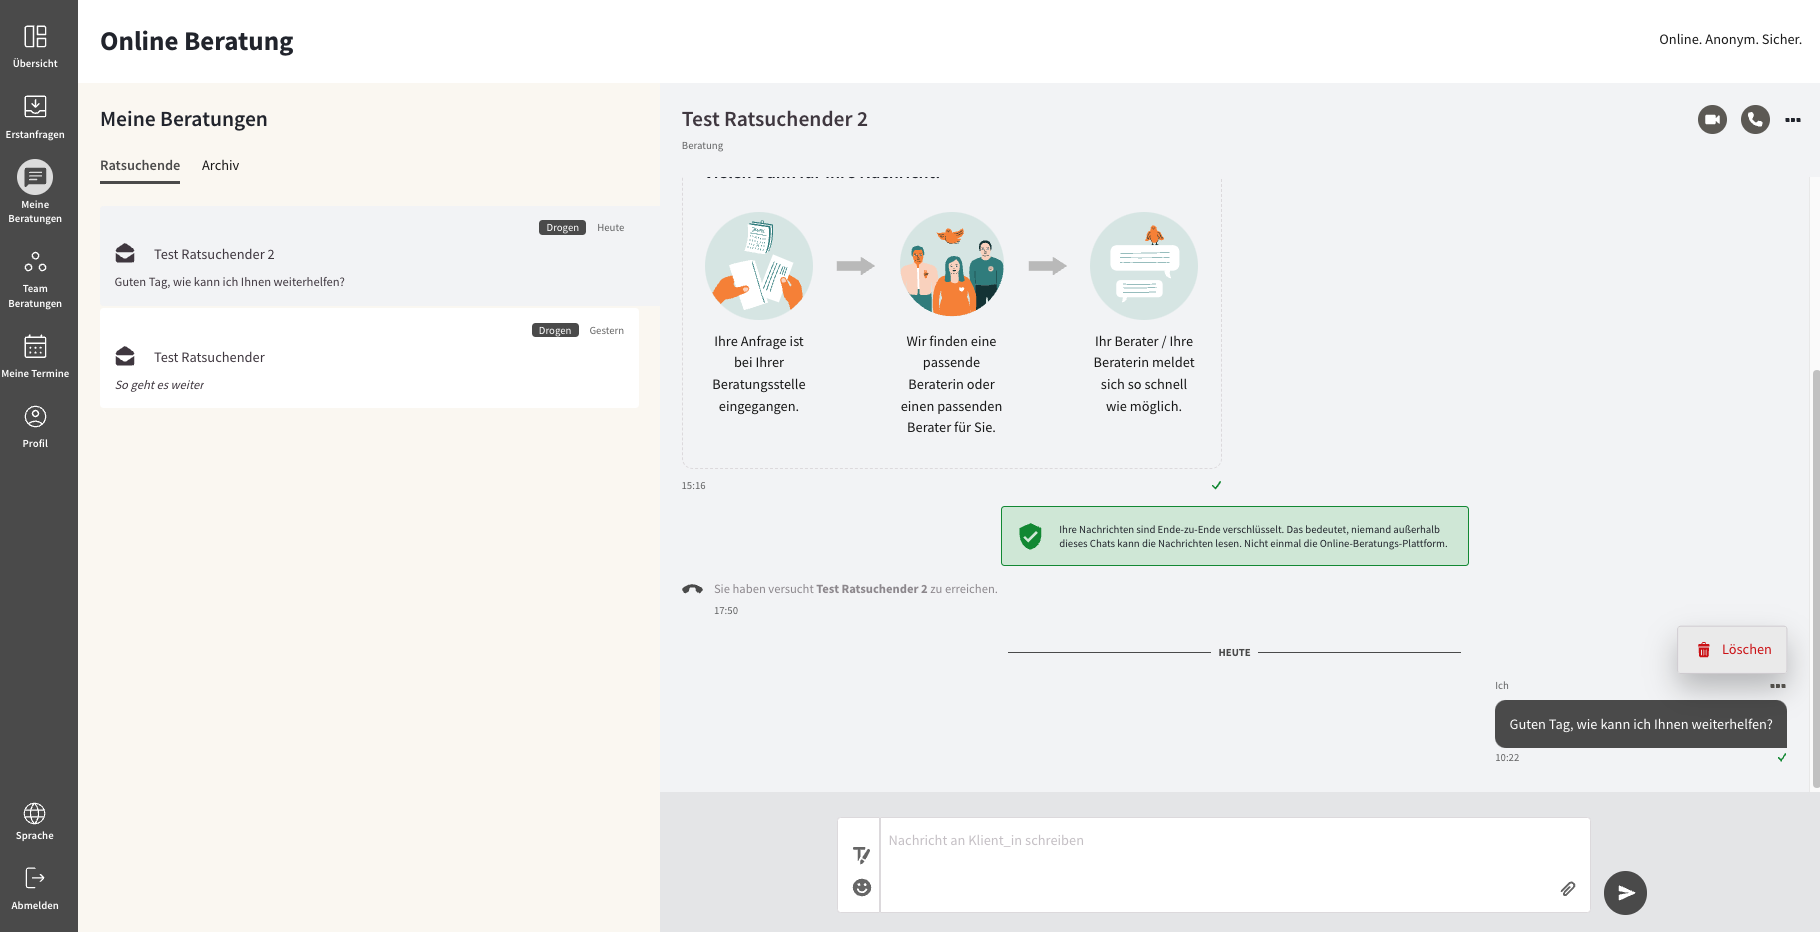 Online Beratung
Online. Anonym. Sicher.
Übersicht
Erstanfragen
Meine
Beratungen
Team
Beratungen
Meine Termine
Profil
Sprache
Abmelden
Meine Beratungen
Ratsuchende
Archiv
Drogen
Heute
Test Ratsuchender 2
Guten Tag, wie kann ich Ihnen weiterhelfen?
Drogen
Gestern
Test Ratsuchender
So geht es weiter
Test Ratsuchender 2
Beratung
Vielen Dank für Ihre Nachricht!
Ihre Anfrage ist
bei Ihrer
Beratungsstelle
eingegangen.
Wir finden eine
passende
Beraterin oder
einen passenden
Berater für Sie.
Ihr Berater / Ihre
Beraterin meldet
sich so schnell
wie möglich.
15:16
Ihre Nachrichten sind Ende-zu-Ende verschlüsselt. Das bedeutet, niemand außerhalb
dieses Chats kann die Nachrichten lesen. Nicht einmal die Online-Beratungs-Plattform.
Sie haben versucht Test Ratsuchender 2 zu erreichen.
17:50
HEUTE
Löschen
Ich
Guten Tag, wie kann ich Ihnen weiterhelfen?
10:22
Nachricht an Klient_in schreiben